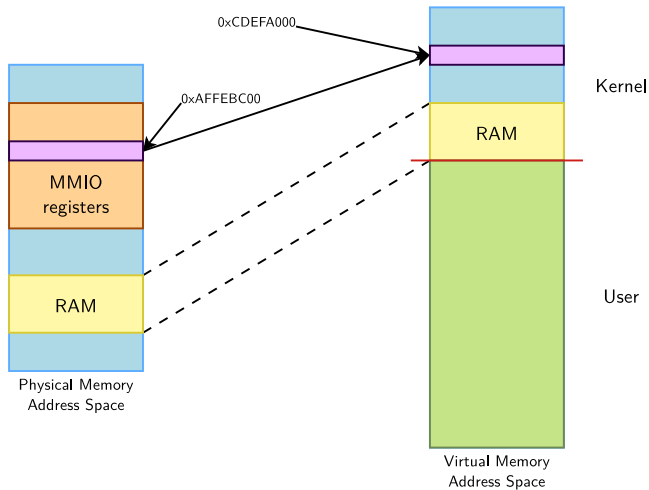 0xCDEFA000
Kernel
0xAFFEBC00
RAM
MMIO
registers
RAM
User
Physical Memory
Address Space
Virtual Memory
Address Space